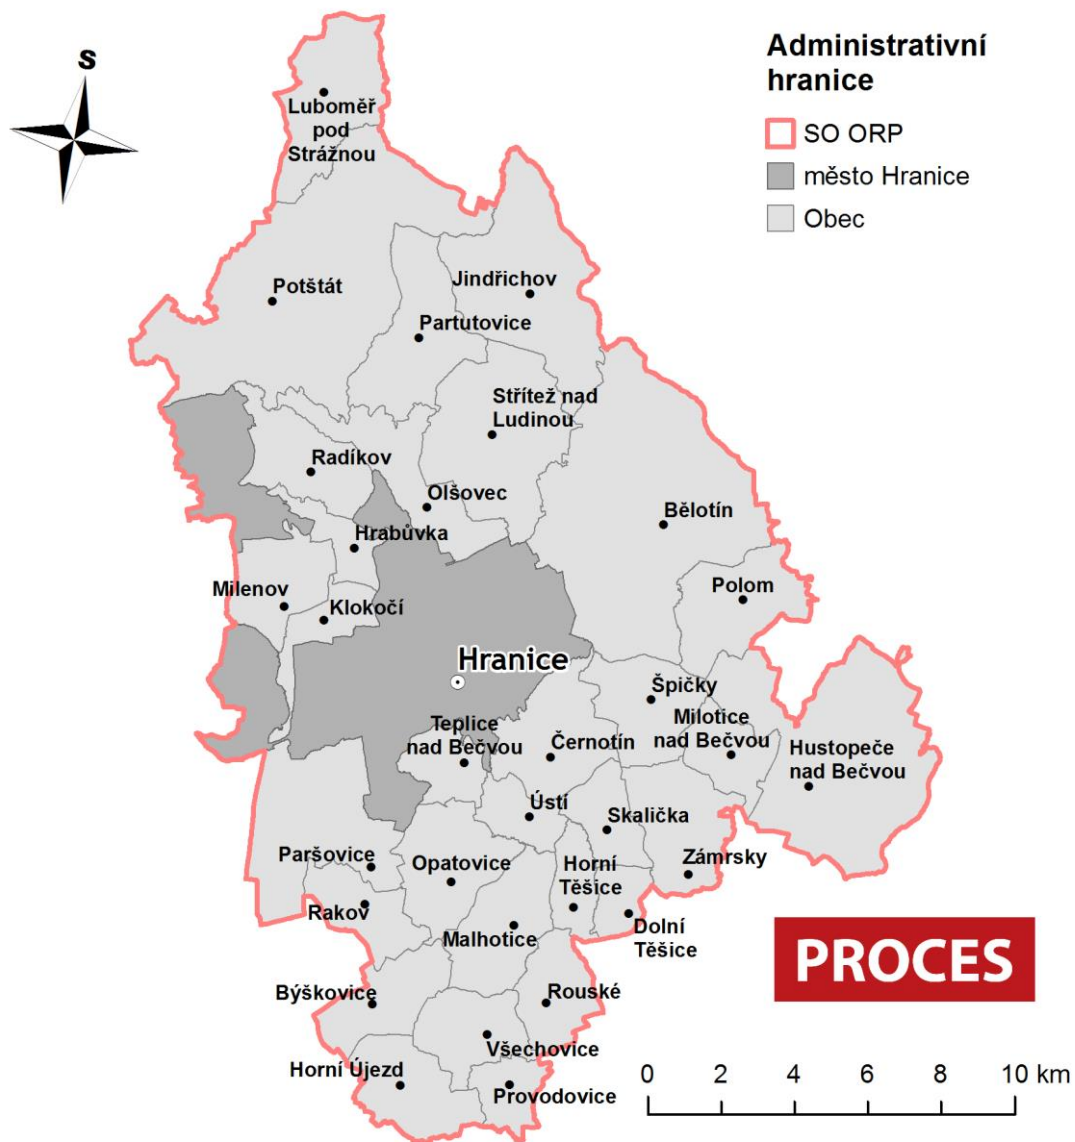 S
Administrativní
hranice
SO ORP
město Hranice
Obec
Luboměř
pod
Strážnou
Potštát
Jindřichov
Partutovice
Střítež nad
Ludinou
Radíkov
Olšovec
Bělotín
Hrabůvka
Polom
Milenov
Klokočí
Hranice
Špičky
Teplice
nad Bečvou
Černotín
Milotice
nad Bečvou
Hustopeče
nad Bečvou
Ústí
Skalička
Paršovice
Opatovice
Horní
Těšice
Zámrsky
Rakov
Malhotice
Dolní
Těšice
PROCES
Býškovice
Rouské
Všechovice
Horní Újezd
Provodovice
0 2 4 6 8 10 km